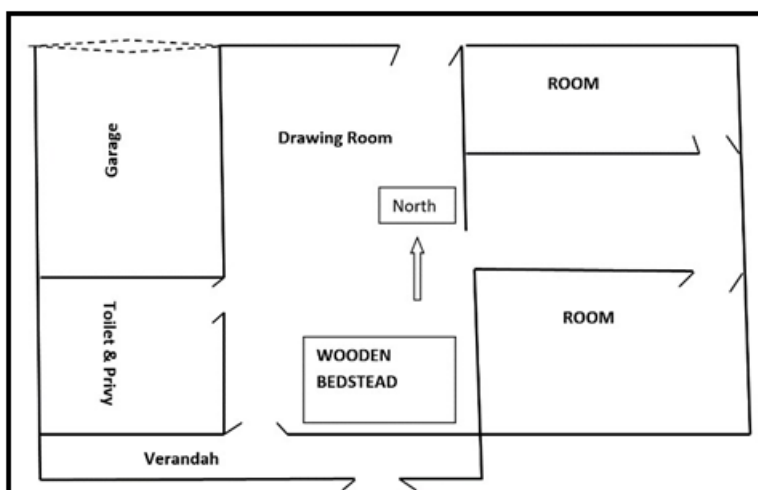 ROOM
Garage
Drawing Room
North
Toilet & Privy
ROOM
WOODEN
BEDSTEAD
Verandah